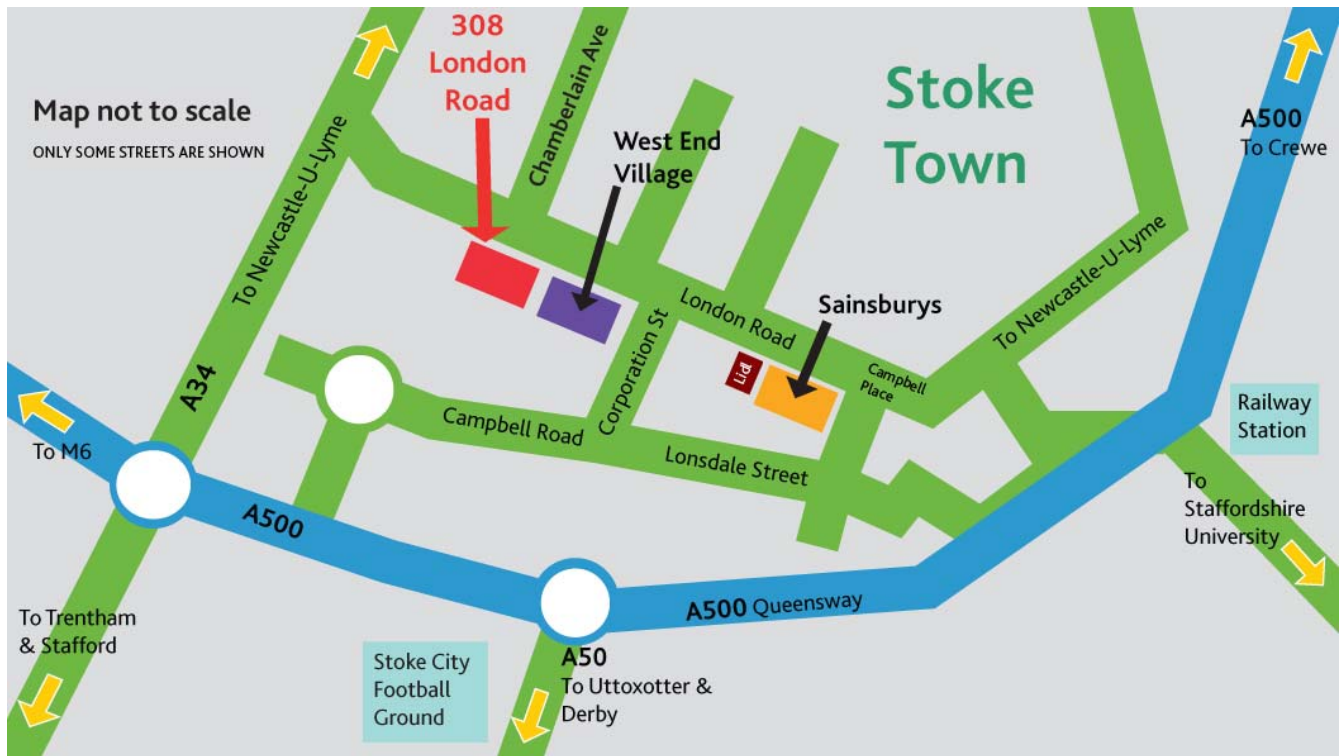 308
London
Road
Map not to scale
ONLY SOME STREETS ARE SHOWN
To Newcastle-U-Lyme
A34
Chamberlain Ave
West End
Village
Stoke
Town
A500
To Crewe
London Road
Sainsburys
Lidl
Campbell
Place
To Newcastle-U-Lyme
Corporation St
Campbell Road
Lonsdale Street
Railway
Station
To
Staffordshire
University
To M6
A500
A500 Queensway
To Trentham
& Stafford
Stoke City
Football
Ground
A50
To Uttoxotter &
Derby